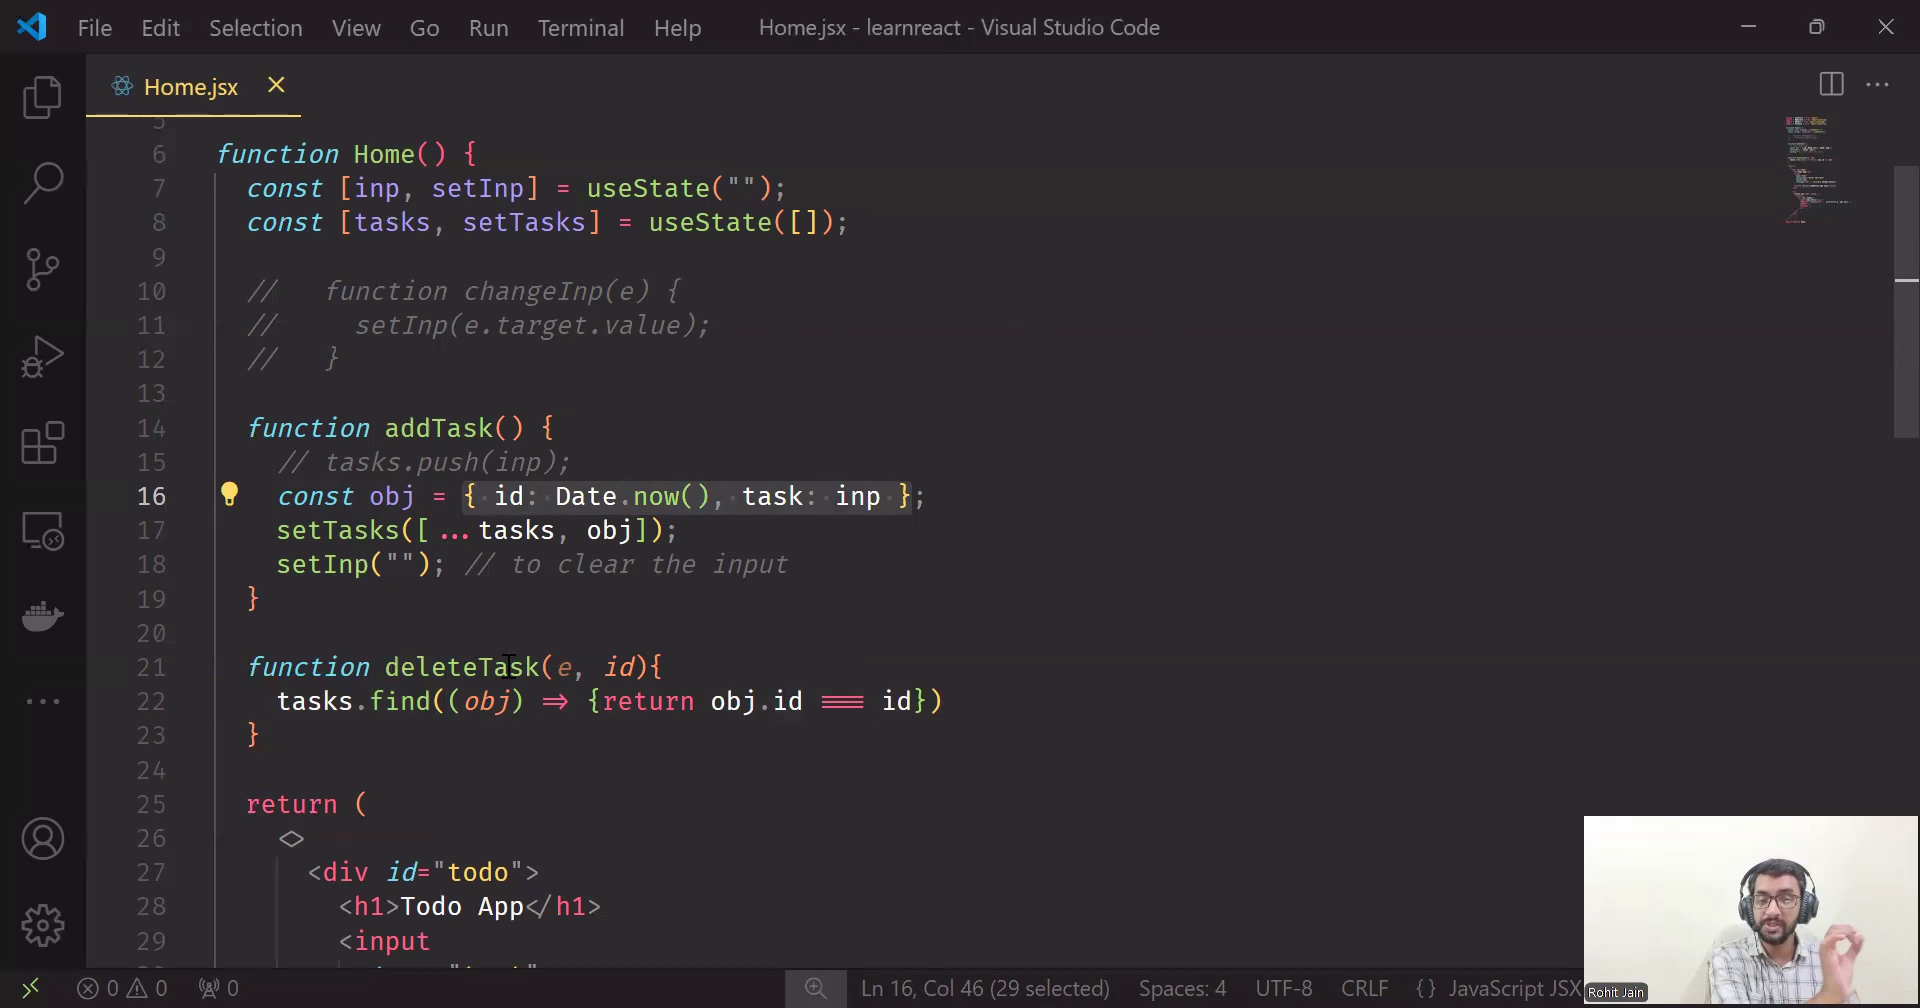 File Edit Selection View Go Run Terminal Help Home.jsx - learnreact - Visual Studio Code
Home.jsx
5
6 function Home() {
7 const [inp, setInp] = useState("");
8 const [tasks, setTasks] = useState([]);
9
10 // function changeInp(e) {
11 // setInp(e.target.value);
12 // }
13
14 function addTask() {
15 // tasks.push(inp);
16 const obj = { id: Date.now(), task: inp };
17 setTasks([...tasks, obj]);
18 setInp(""); // to clear the input
19 }
20
21 function deleteTask(e, id){
22 tasks.find((obj) => {return obj.id === id})
23 }
24
25 return (
26 <>
27 <div id="todo">
28 <h1>Todo App</h1>
29 <input
Rohit Jain
0 0 0 Ln 16, Col 46 (29 selected) Spaces: 4 UTF-8 CRLF {} JavaScript JSX